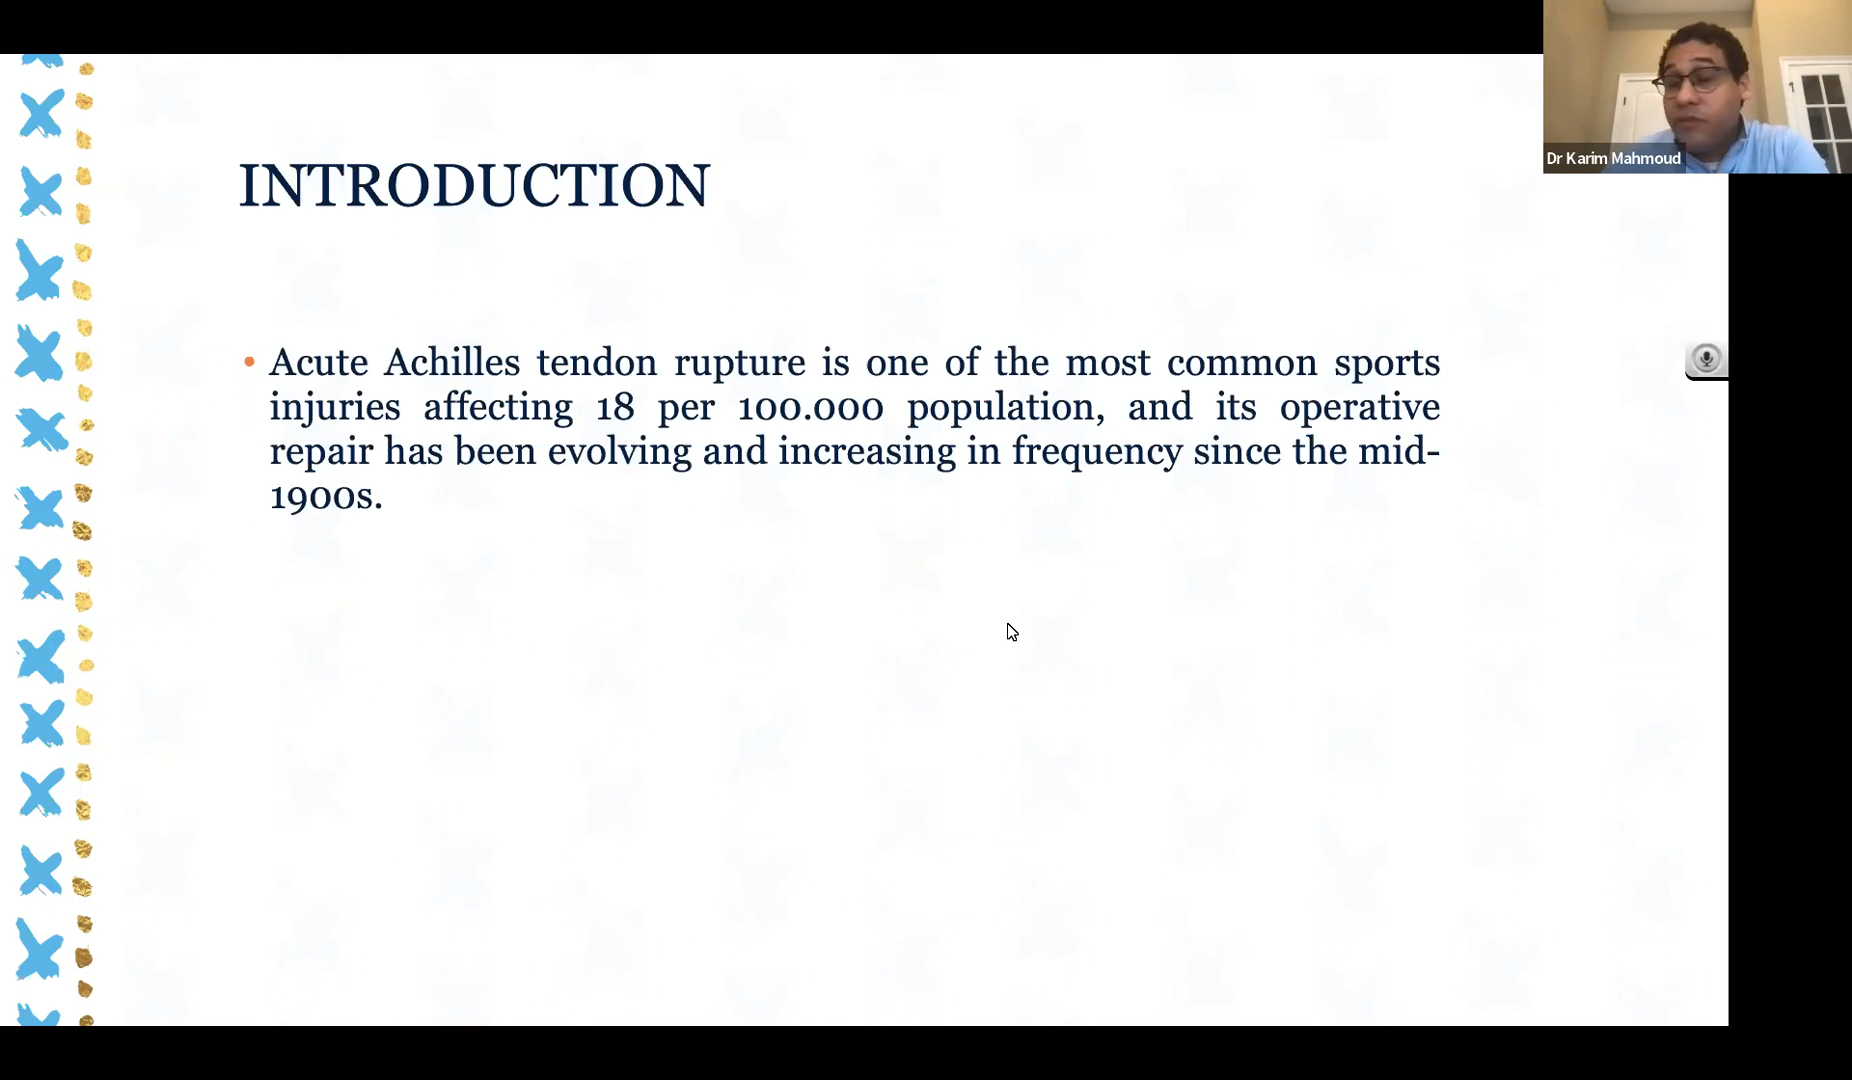 Dr Karim Mahmoud
INTRODUCTION
• Acute Achilles tendon rupture is one of the most common sports
injuries affecting 18 per 100.000 population, and its operative
repair has been evolving and increasing in frequency since the mid-
1900s.